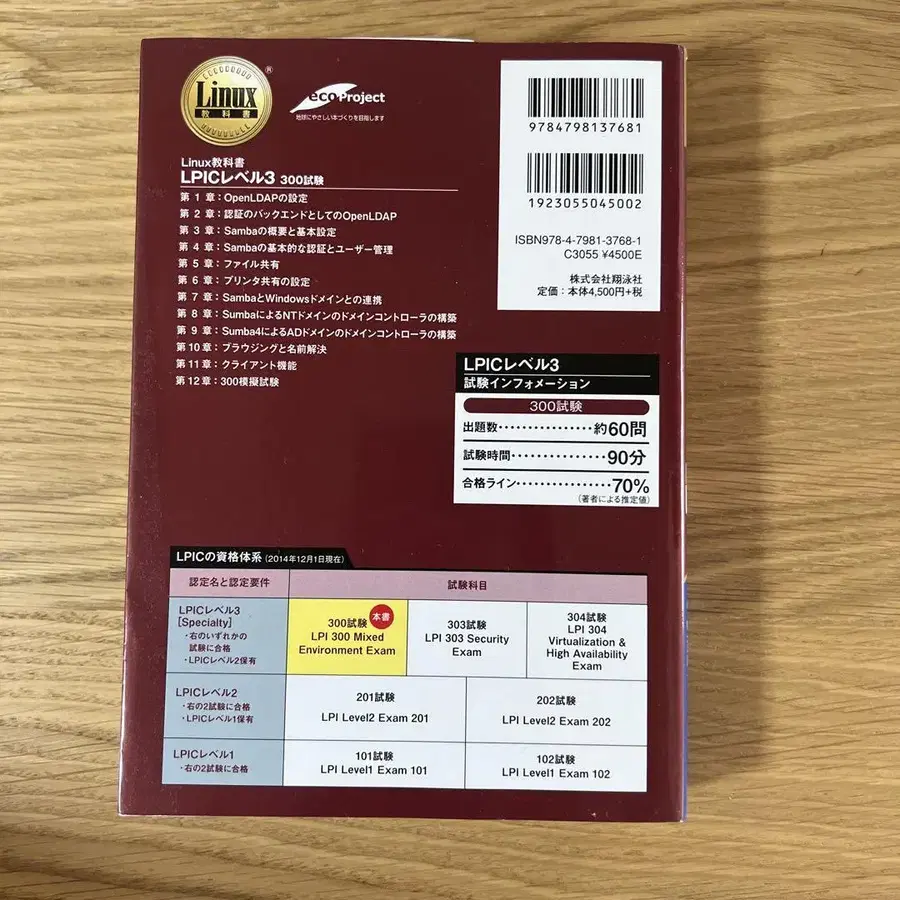 Linux
教科書
®
eco Project
地球にやさしい本づくりを目指します
9784798137681
1923055045002
ISBN978-4-7981-3768-1
C3055 ¥4500E
株式会社翔泳社
定価：本体4,500円+税
Linux教科書
LPICレベル3 300試験
第 1 章：OpenLDAPの設定
第 2 章：認証のバックエンドとしてのOpenLDAP
第 3 章：Sambaの概要と基本設定
第 4 章：Sambaの基本的な認証とユーザー管理
第 5 章：ファイル共有
第 6 章：プリンタ共有の設定
第 7 章：SambaとWindowsドメインとの連携
第 8 章：SumbaによるNTドメインのドメインコントローラの構築
第 9 章：Sumba4によるADドメインのドメインコントローラの構築
第10章：ブラウジングと名前解決
第11章：クライアント機能
第12章：300模擬試験
LPICレベル3
試験インフォメーション
300試験
出題数・・・・・・・・・・・・・・・・約60問
試験時間・・・・・・・・・・・・・・・・90分
合格ライン・・・・・・・・・・・・・・・・70%
(著者による推定値)
LPICの資格体系 (2014年12月1日現在)
認定名と認定要件
試験科目
LPICレベル3
[Specialty]
・右のいずれかの
試験に合格
・LPICレベル2保有
300試験
本書
LPI 300 Mixed
Environment Exam
303試験
LPI 303 Security
Exam
304試験
LPI 304
Virtualization &
High Availability
Exam
LPICレベル2
・右の2試験に合格
・LPICレベル1保有
201試験
LPI Level2 Exam 201
202試験
LPI Level2 Exam 202
LPICレベル1
・右の2試験に合格
101試験
LPI Level1 Exam 101
102試験
LPI Level1 Exam 102